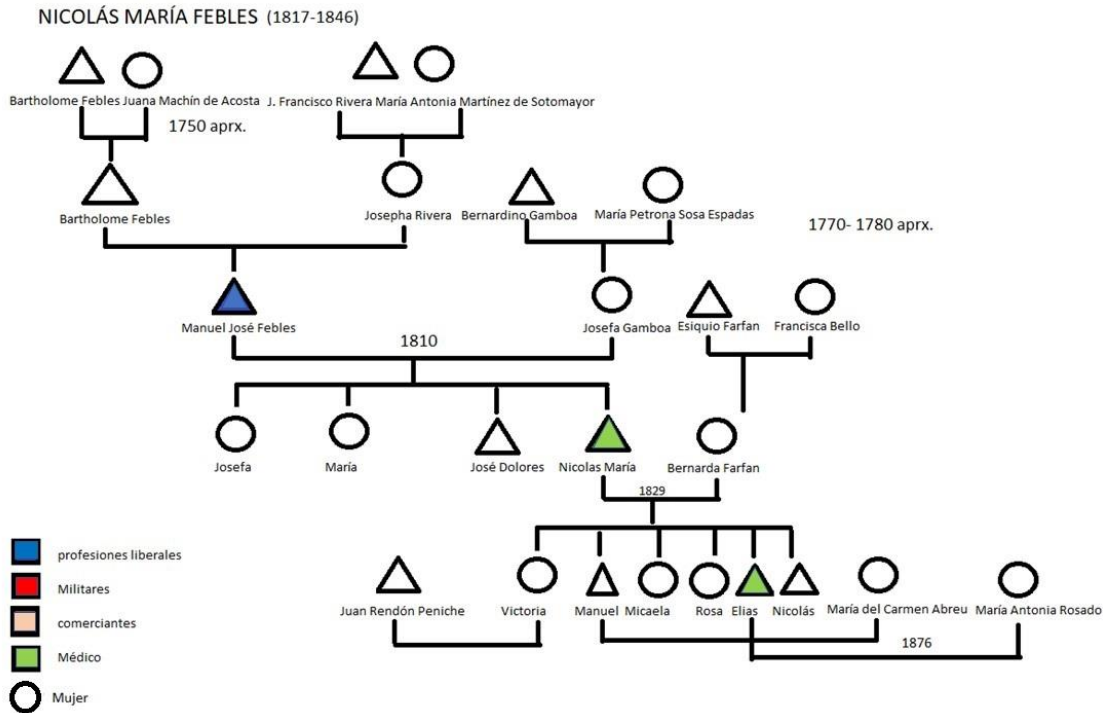 NICOLÁS MARÍA FEBLES (1817-1846)
Bartholome Febles Juana Machín de Acosta J. Francisco Rivera María Antonia Martínez de Sotomayor
1750 aprx.
Bartholome Febles Josepha Rivera Bernardino Gamboa María Petrona Sosa Espadas
1770- 1780 aprx.
Manuel José Febles Josefa Gamboa Esiquio Farfan Francisca Bello
1810
Josefa María José Dolores Nicolas María Bernarda Farfan
1829
Juan Rendón Peniche Victoria Manuel Micaela Rosa Elias Nicolás María del Carmen Abreu María Antonia Rosado
1876
profesiones liberales
Militares
comerciantes
Médico
Mujer